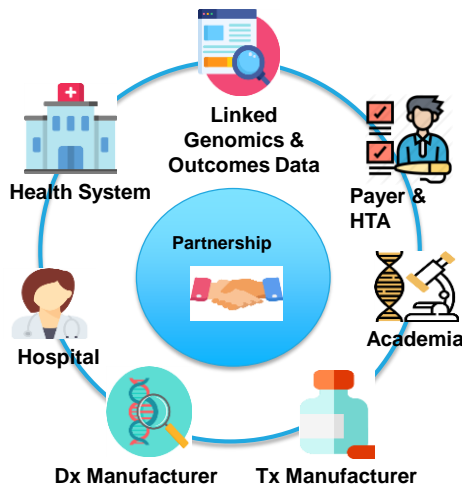 Linked
Genomics &
Outcomes Data
Health System
Payer &
HTA
Partnership
Hospital
Academia
Dx Manufacturer
Tx Manufacturer